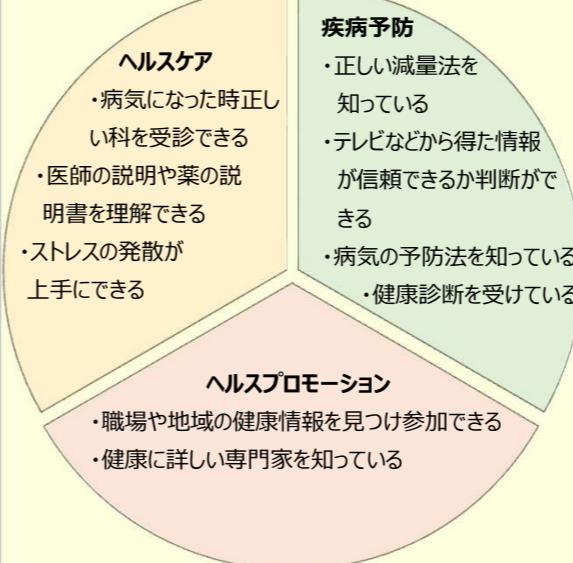 ヘルスケア
・病気になった時正し
い科を受診できる
・医師の説明や薬の説
明書を理解できる
・ストレスの発散が
上手にできる
疾病予防
・正しい減量法を
知っている
・テレビなどから得た情報
が信頼できるか判断がで
きる
・病気の予防法を知っている
・健康診断を受けている
ヘルスプロモーション
・職場や地域の健康情報を見つけ参加できる
・健康に詳しい専門家を知っている